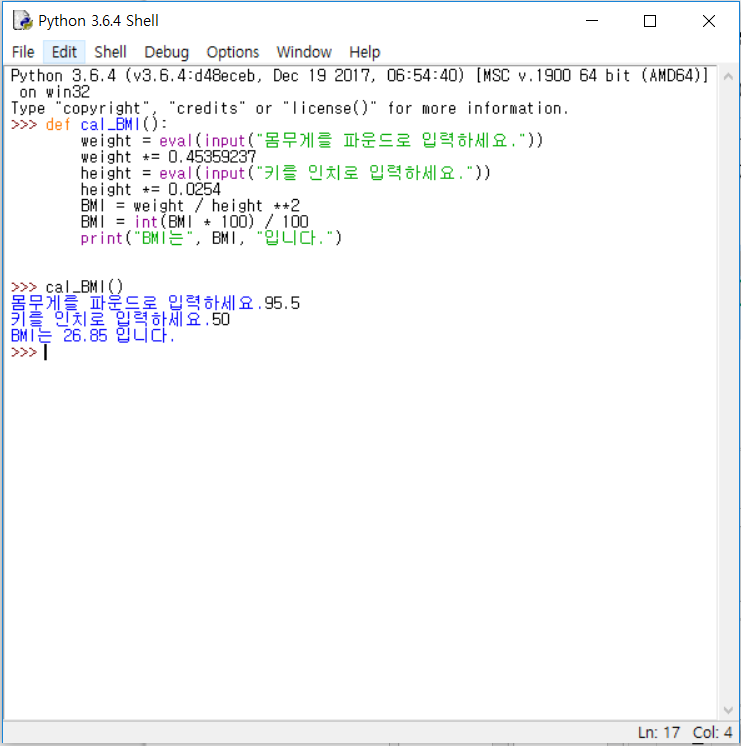 Python 3.6.4 Shell
File Edit Shell Debug Options Window Help
Python 3.6.4 (v3.6.4:d48eceb, Dec 19 2017, 06:54:40) [MSC v.1900 64 bit (AMD64)]
on win32
Type "copyright", "credits" or "license()" for more information.
>>> def cal_BMI():
weight = eval(input("몸무게를 파운드로 입력하세요."))
weight *= 0.45359237
height = eval(input("키를 인치로 입력하세요."))
height *= 0.0254
BMI = weight / height **2
BMI = int(BMI * 100) / 100
print("BMI는", BMI, "입니다.")
>>> cal_BMI()
몸무게를 파운드로 입력하세요.95.5
키를 인치로 입력하세요.50
BMI는 26.85 입니다.
>>>
Ln: 17 Col: 4